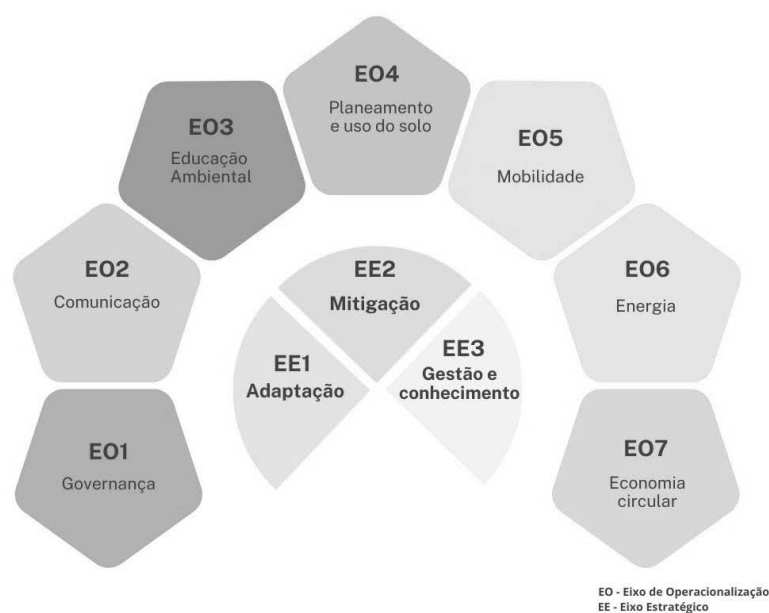 EO1
Governança
EO2
Comunicação
EO3
Educação
Ambiental
EO4
Planeamento
e uso do solo
EO5
Mobilidade
EO6
Energia
EO7
Economia
circular
EE1
Adaptação
EE2
Mitigação
EE3
Gestão e
conhecimento
EO - Eixo de Operacionalização
EE - Eixo Estratégico